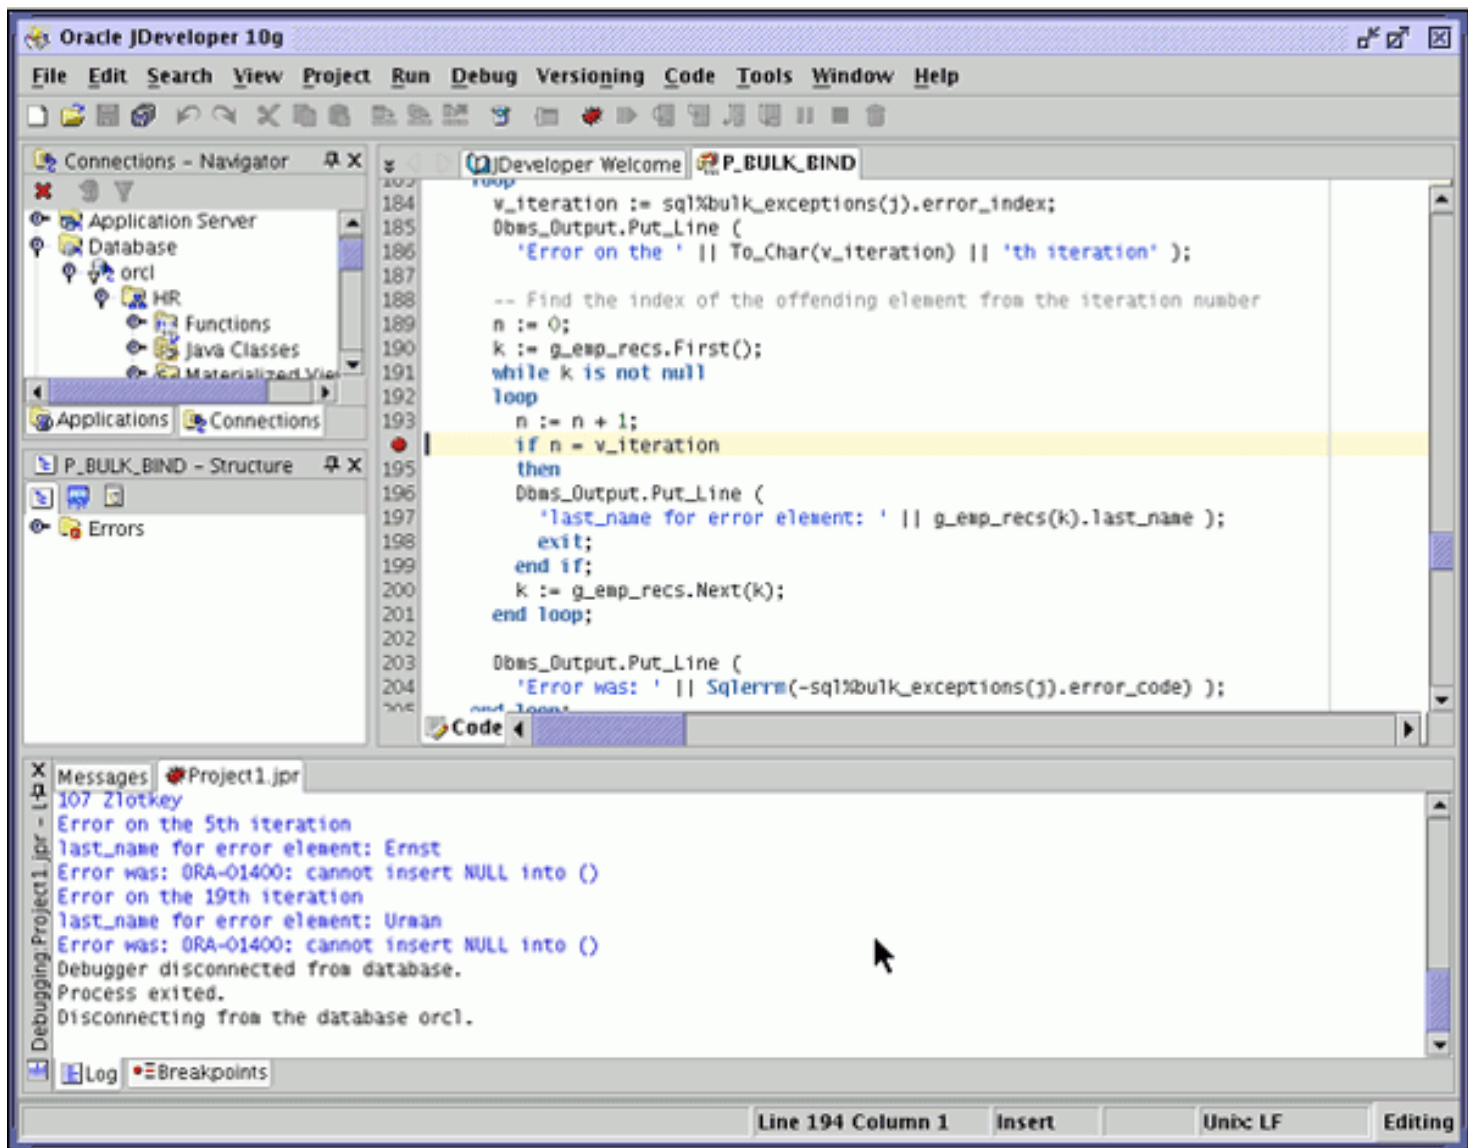 Oracle JDeveloper 10g
File Edit Search View Project Run Debug Versioning Code Tools Window Help
Connections - Navigator
Application Server
Database
orcl
HR
Functions
Java Classes
Materialized Vie
Applications Connections
P_BULK_BIND - Structure
Errors
JDeveloper Welcome P_BULK_BIND
183 loop
184 v_iteration := sql%bulk_exceptions(j).error_index;
185 Dbms_Output.Put_Line (
186 'Error on the ' || To_Char(v_iteration) || 'th iteration' );
187
188 -- Find the index of the offending element from the iteration number
189 n := 0;
190 k := g_emp_recs.First();
191 while k is not null
192 loop
193 n := n + 1;
if n = v_iteration
195 then
196 Dbms_Output.Put_Line (
197 'last_name for error element: ' || g_emp_recs(k).last_name );
198 exit;
199 end if;
200 k := g_emp_recs.Next(k);
201 end loop;
202
203 Dbms_Output.Put_Line (
204 'Error was: ' || Sqlerrm(-sql%bulk_exceptions(j).error_code) );
205 end loop;
Code
Messages Project1.jpr
107 Zlotkey
Error on the 5th iteration
last_name for error element: Ernst
Error was: ORA-01400: cannot insert NULL into ()
Error on the 19th iteration
last_name for error element: Urman
Error was: ORA-01400: cannot insert NULL into ()
Debugger disconnected from database.
Process exited.
Disconnecting from the database orcl.
Debugging:Project1.jpr - L
Log Breakpoints
Line 194 Column 1 Insert Unix: LF Editing